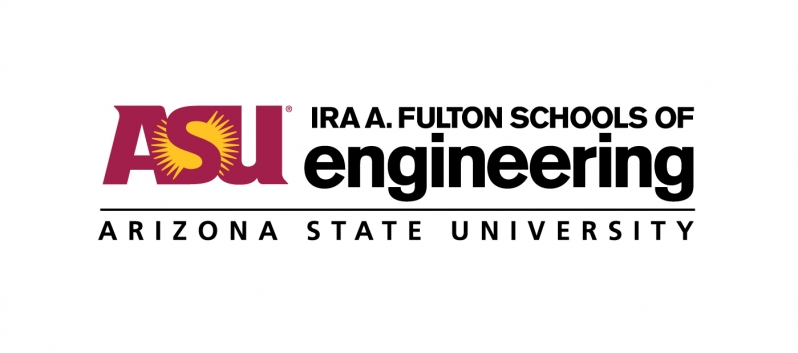 ASU® IRA A. FULTON SCHOOLS OF
engineering
ARIZONA STATE UNIVERSITY